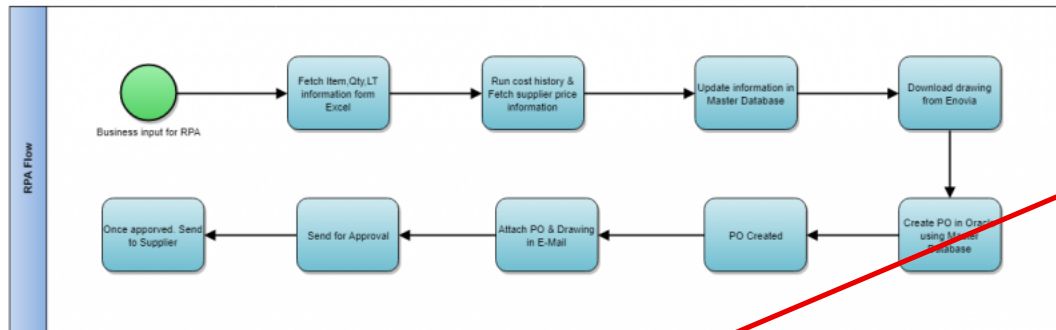 RPA Flow
Business input for RPA
Fetch Item,Qty,LT
information form
Excel
Run cost history &
Fetch supplier price
information
Update information in
Master Database
Download drawing
from Enovia
Create PO in Oracle
using Master
Database
PO Created
Attach PO & Drawing
in E-Mail
Send for Approval
Once apporved. Send
to Supplier